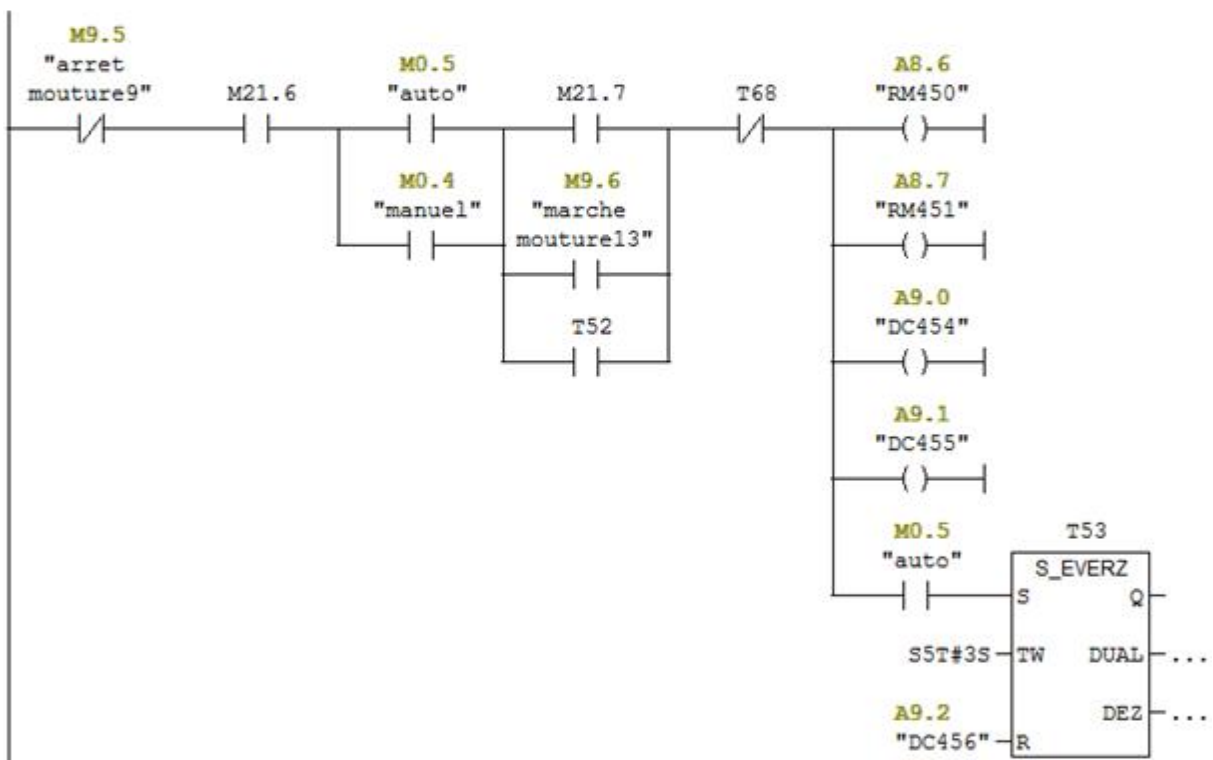 M9.5
"arret
mouture9"
M21.6
M0.5
"auto"
M21.7
T68
A8.6
"RM450"
M0.4
"manuel"
M9.6
"marche
mouture13"
T52
A8.7
"RM451"
A9.0
"DC454"
A9.1
"DC455"
M0.5
"auto"
T53
S_EVERZ
S Q
S5T#3S TW DUAL ...
A9.2
"DC456" R
DEZ ...